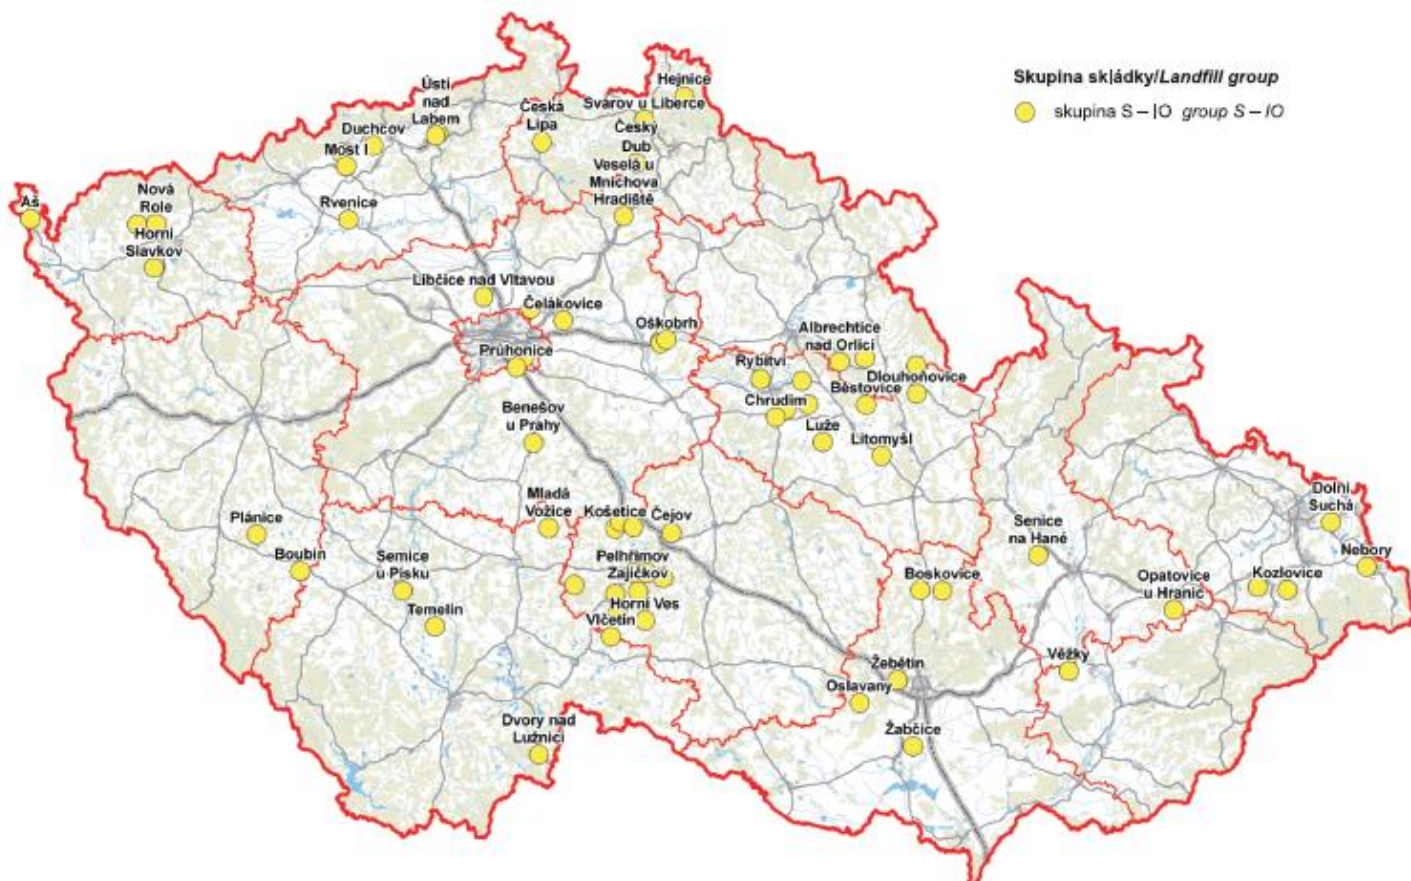 Skupina skládky/Landfill group
skupina S – IO group S – IO
Hejnice
Ústí
nad
Labem
Česká
Lípa
Svárov u Liberce
Český
Dub
Duchcov
Most I
Veselá u
Mnichova
Hradiště
Aš
Nová
Role
Rvenice
Horní
Slavkov
Libčice nad Vltavou
Čelákovice
Oškobrh
Albrechtice
nad Orlicí
Průhonice
Rybitví
Dlouhoňovice
Běstovice
Chrudim
Benešov
u Prahy
Luže
Litomyšl
Mladá
Vožice
Košetice
Čejov
Dolní
Suchá
Plánice
Senice
na Hané
Boubín
Semice
u Písku
Pelhřimov
Zajíčkov
Nebory
Boskovice
Opatovice
u Hranic
Kozlovice
Temelín
Horní Ves
Vlčetín
Žebětín
Věžky
Oslavany
Dvory nad
Lužnicí
Žabčice